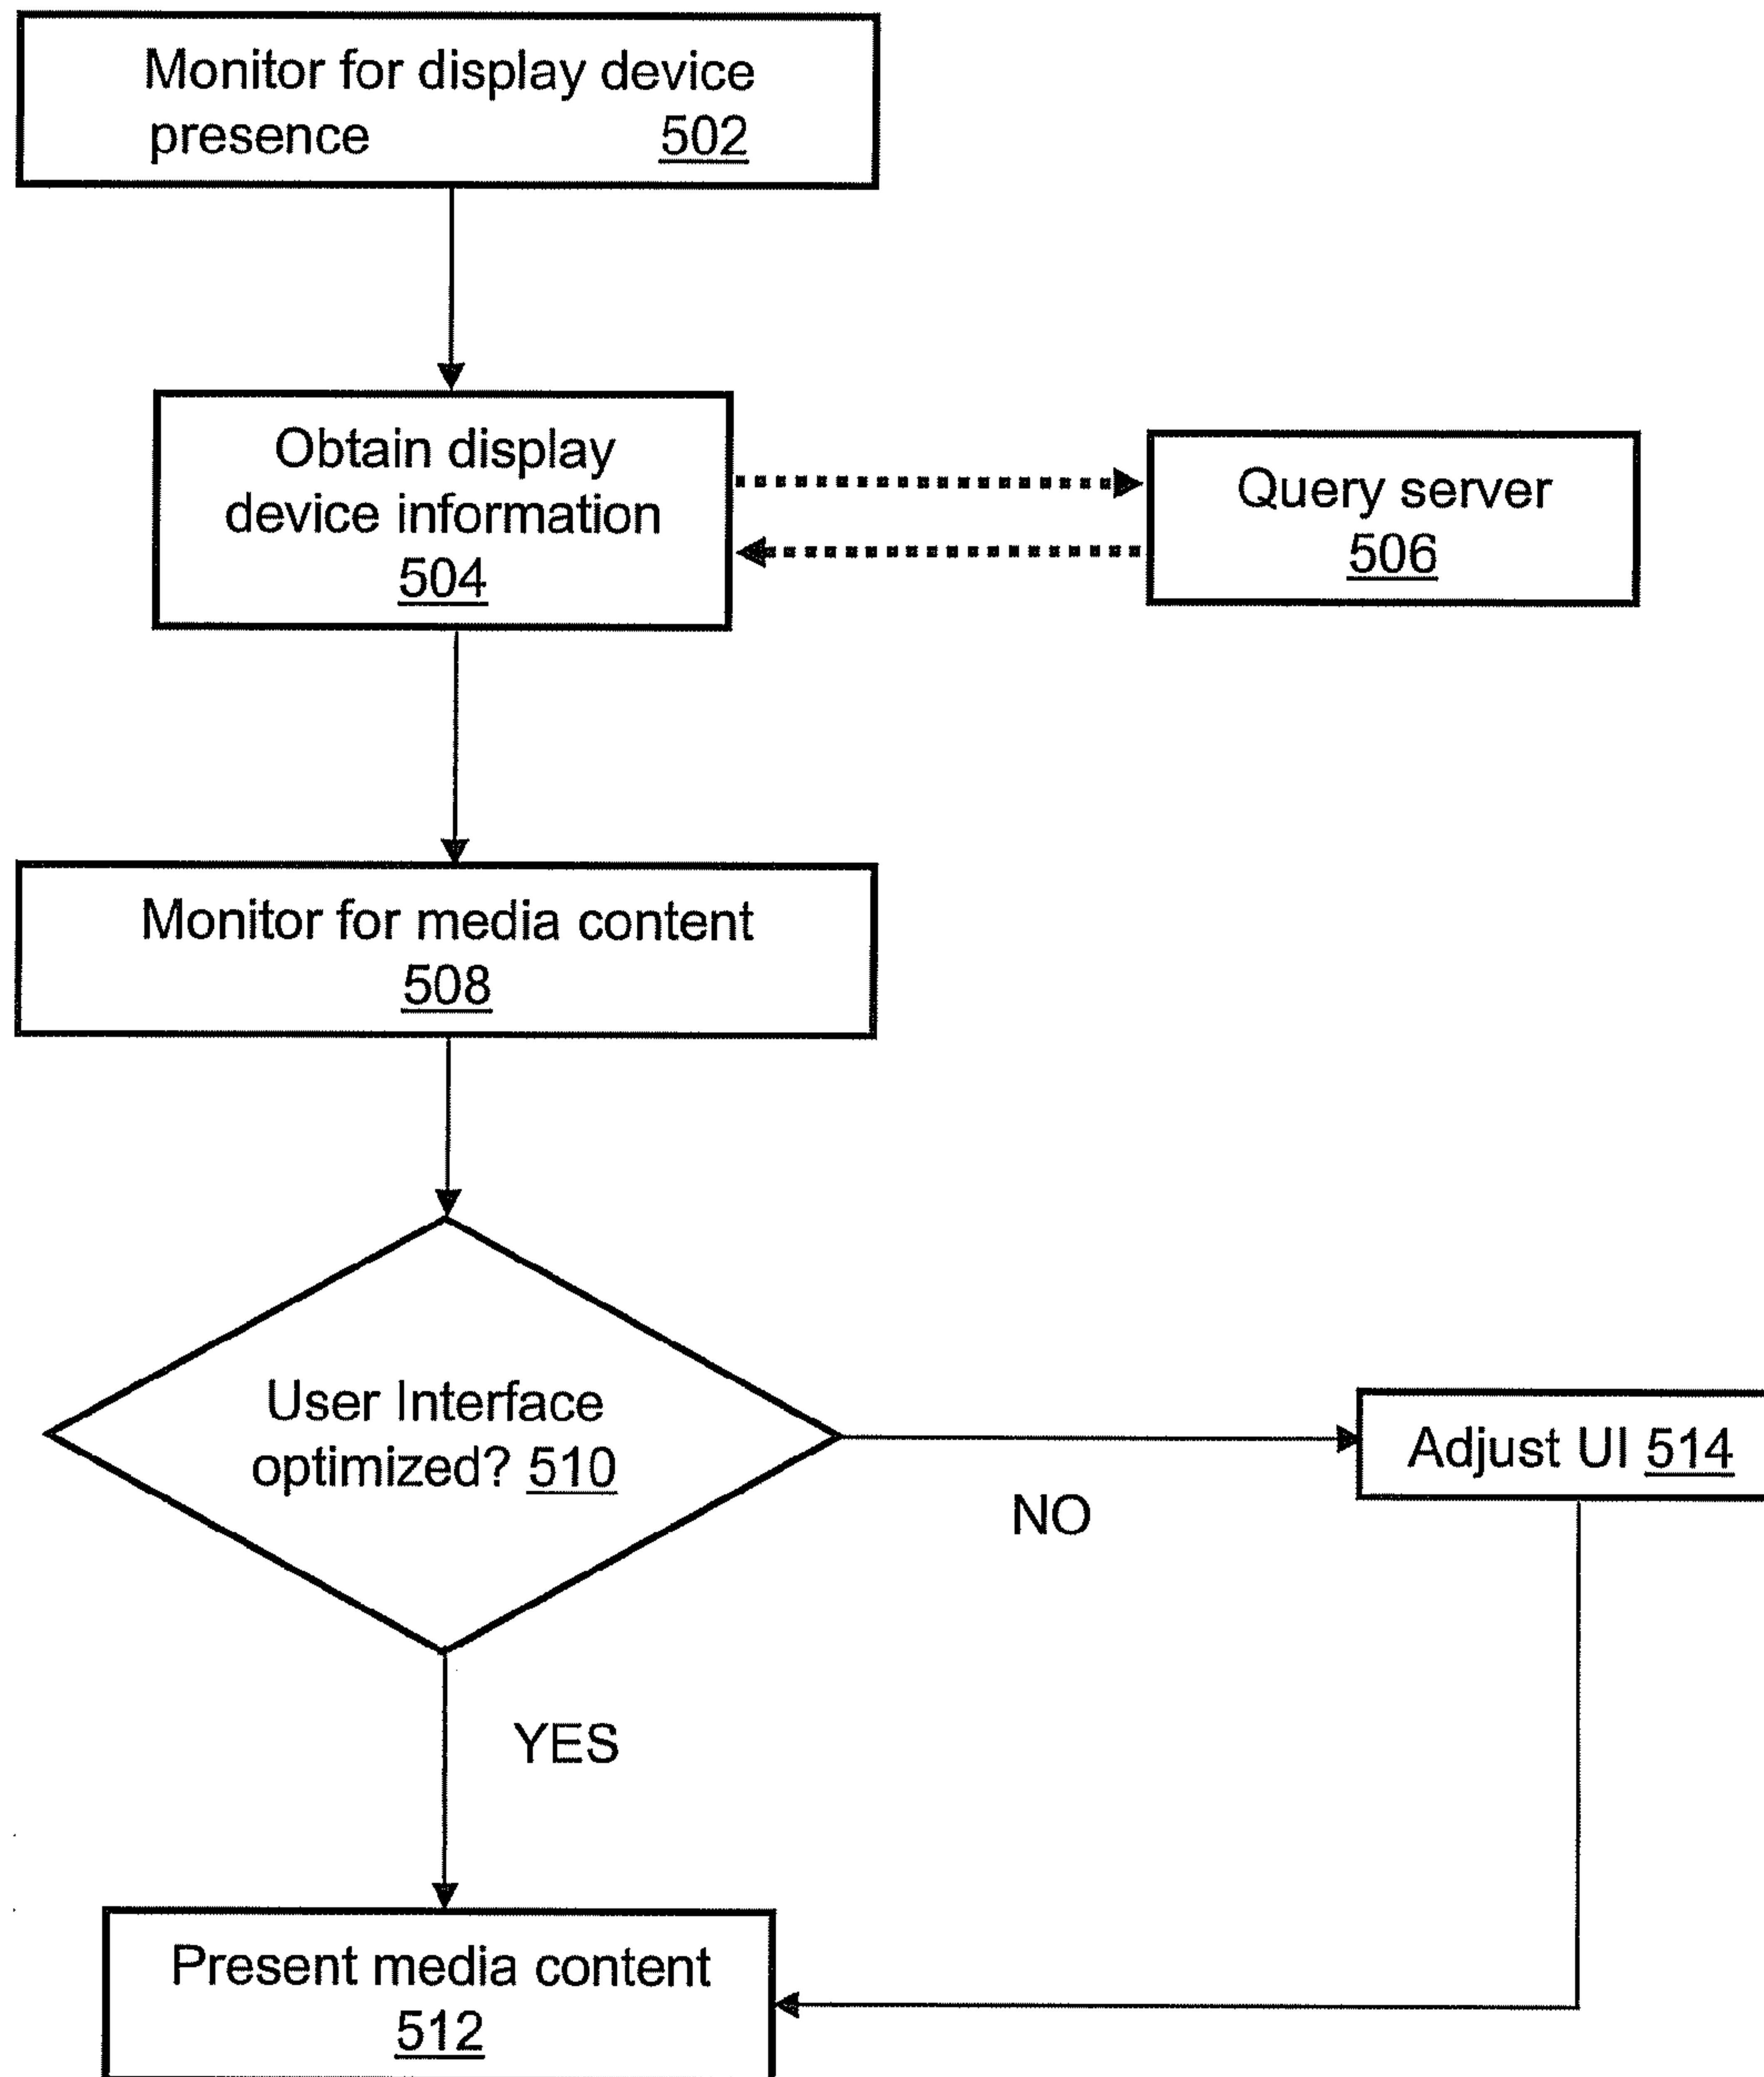 Monitor for display device
presence 502
Obtain display
device information
504
Query server
506
Monitor for media content
508
User Interface
optimized? 510
Adjust UI 514
NO
YES
Present media content
512